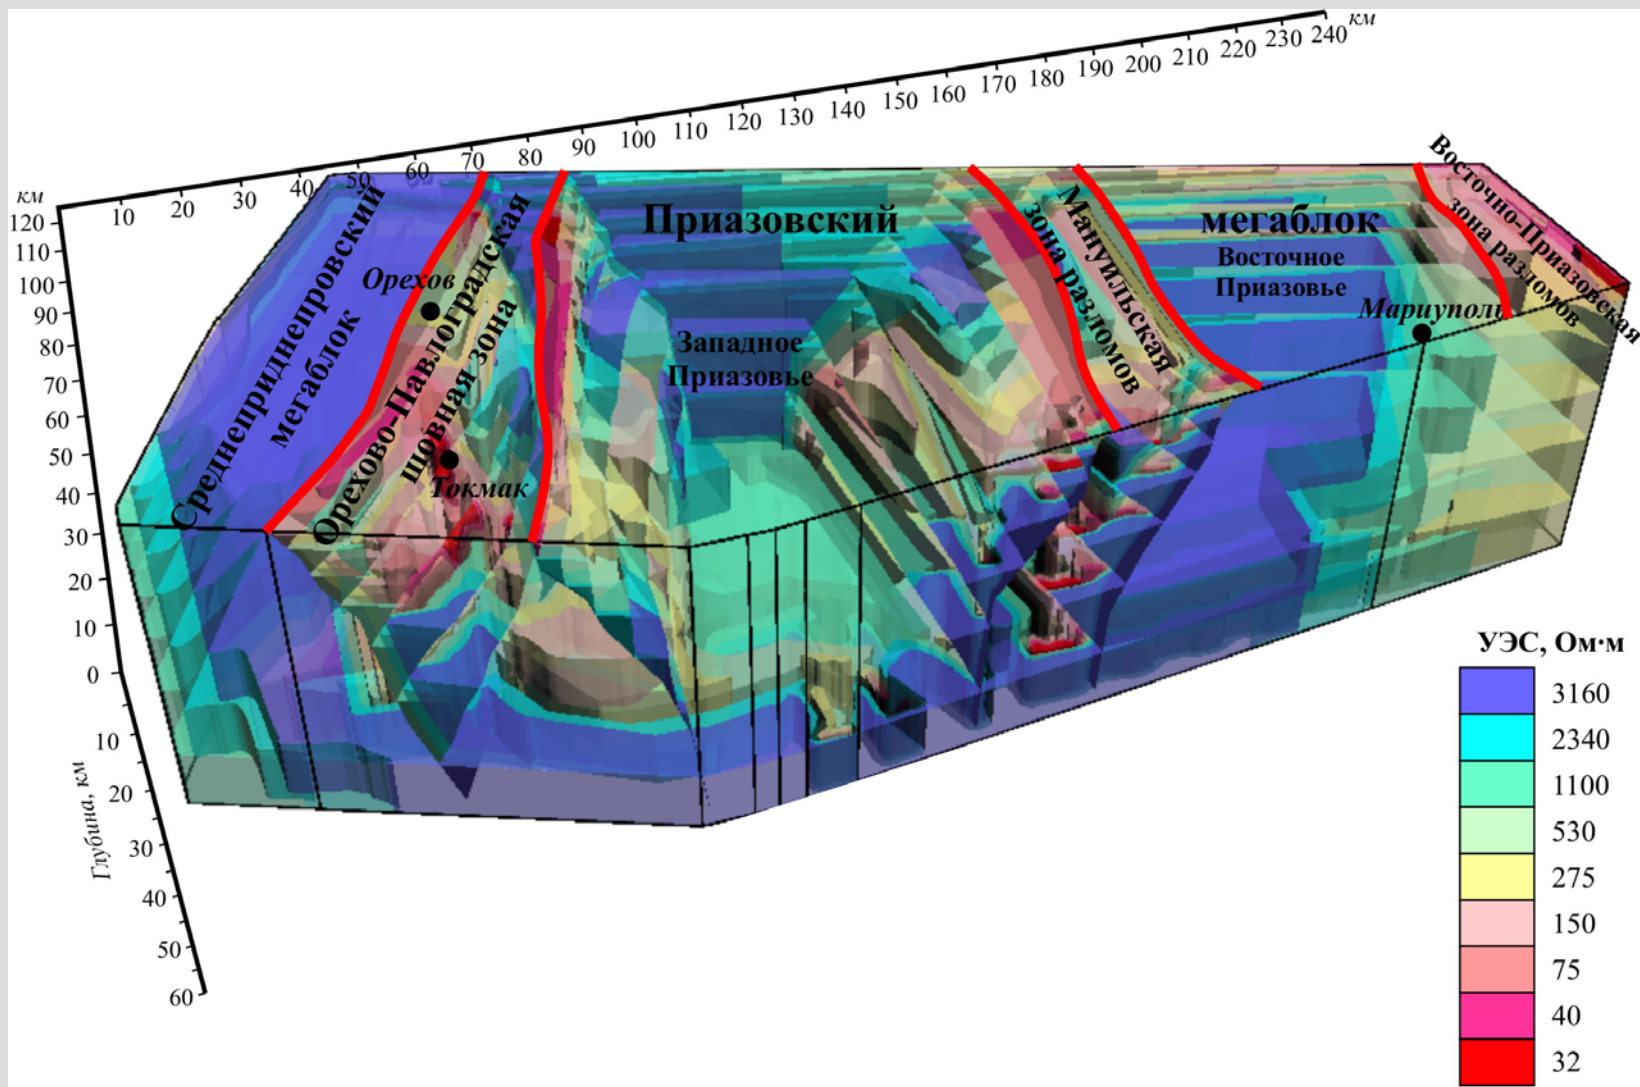 км
10 20 30 40 50 60 70 80 90 100 110 120 130 140 150 160 170 180 190 200 210 220 230 240
км
120
110
100
90
80
70
60
50
40
30
20
10
0
10
20
30
40
50
60
Глубина, км
Среднеприднепровский
мегаблок
Орехово-Павлоградская
шовная зона
Орехов
Токмак
Приазовский
мегаблок
Западное
Приазовье
Мануильская
зона разломов
Восточное
Приазовье
Мариуполь
Восточно-Приазовская
зона разломов
УЭС, Ом·м
3160
2340
1100
530
275
150
75
40
32